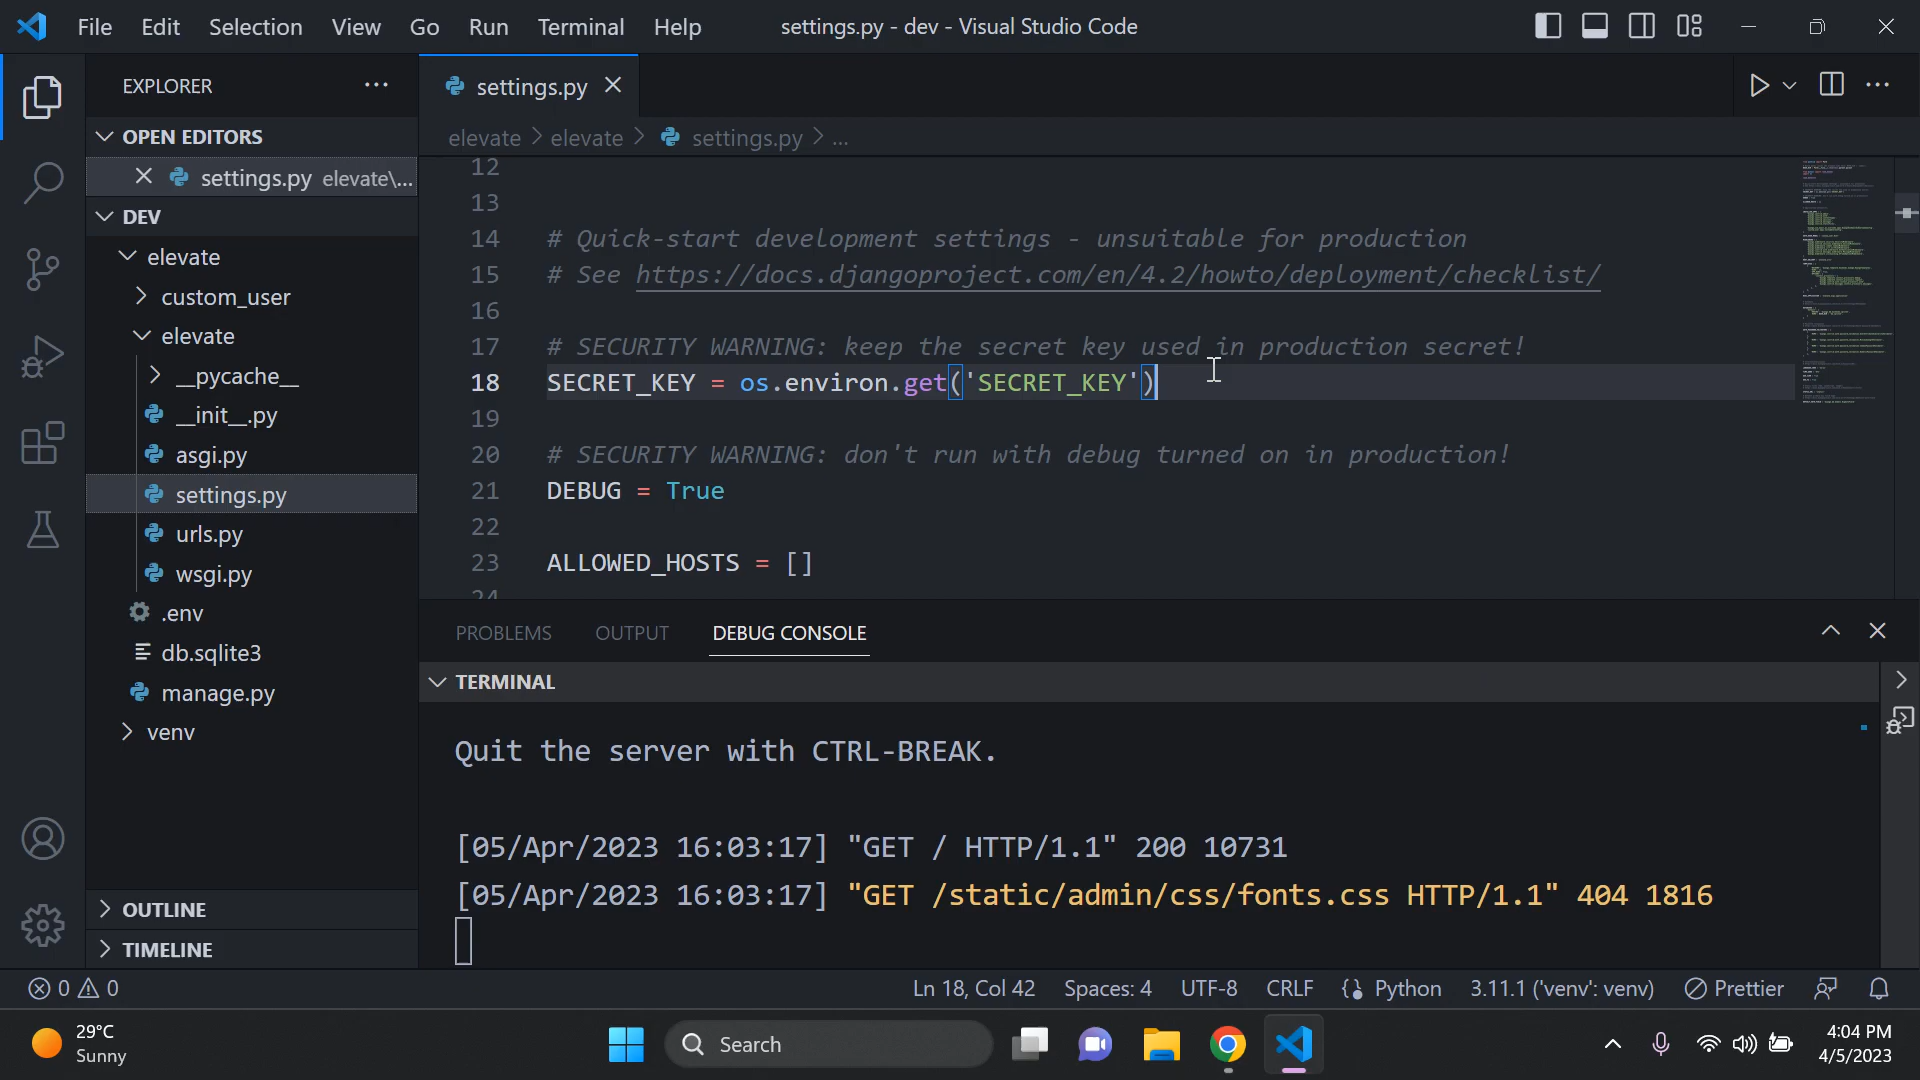 File Edit Selection View Go Run Terminal Help
settings.py - dev - Visual Studio Code
EXPLORER
OPEN EDITORS
settings.py elevate\...
DEV
elevate
custom_user
elevate
__pycache__
__init__.py
asgi.py
settings.py
urls.py
wsgi.py
.env
db.sqlite3
manage.py
venv
OUTLINE
TIMELINE
settings.py
elevate > elevate > settings.py > ...
12
13
14 # Quick-start development settings - unsuitable for production
15 # See https://docs.djangoproject.com/en/4.2/howto/deployment/checklist/
16
17 # SECURITY WARNING: keep the secret key used in production secret!
18 SECRET_KEY = os.environ.get('SECRET_KEY')
19
20 # SECURITY WARNING: don't run with debug turned on in production!
21 DEBUG = True
22
23 ALLOWED_HOSTS = []
24
PROBLEMS OUTPUT DEBUG CONSOLE
TERMINAL
Quit the server with CTRL-BREAK.
[05/Apr/2023 16:03:17] "GET / HTTP/1.1" 200 10731
[05/Apr/2023 16:03:17] "GET /static/admin/css/fonts.css HTTP/1.1" 404 1816
0 0 Ln 18, Col 42 Spaces: 4 UTF-8 CRLF Python 3.11.1 ('venv': venv) Prettier
29°C
Sunny
Search
4:04 PM
4/5/2023